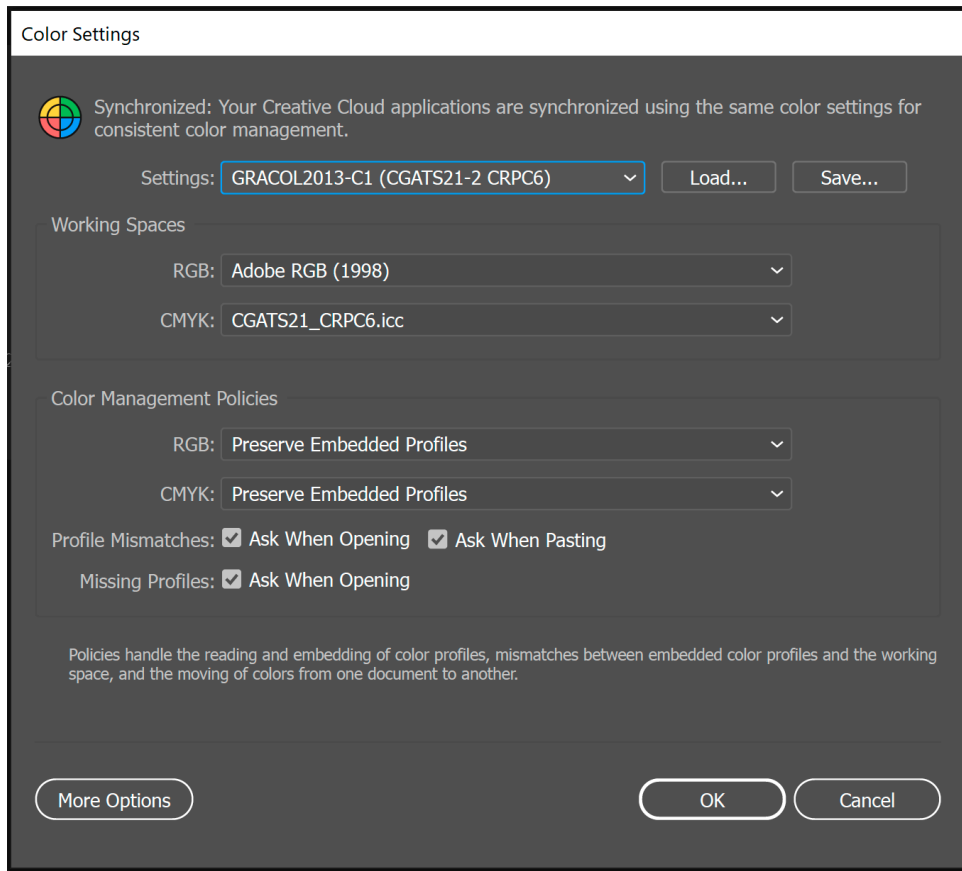 Color Settings
Synchronized: Your Creative Cloud applications are synchronized using the same color settings for
consistent color management.
Settings: GRACOL2013-C1 (CGATS21-2 CRPC6) Load... Save...
Working Spaces
RGB: Adobe RGB (1998)
CMYK: CGATS21_CRPC6.icc
Color Management Policies
RGB: Preserve Embedded Profiles
CMYK: Preserve Embedded Profiles
Profile Mismatches: Ask When Opening Ask When Pasting
Missing Profiles: Ask When Opening
Policies handle the reading and embedding of color profiles, mismatches between embedded color profiles and the working
space, and the moving of colors from one document to another.
More Options OK Cancel